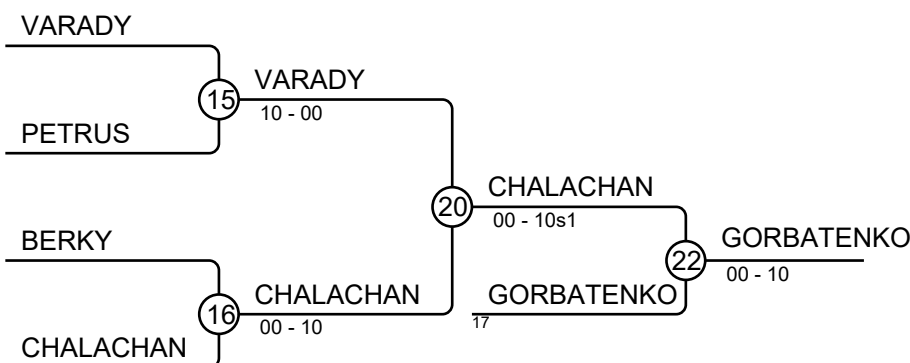 VARADY
15
VARADY
10 - 00
PETRUS
20
CHALACHAN
00 - 10s1
BERKY
22
GORBATENKO
00 - 10
16
CHALACHAN
00 - 10
GORBATENKO
17
CHALACHAN